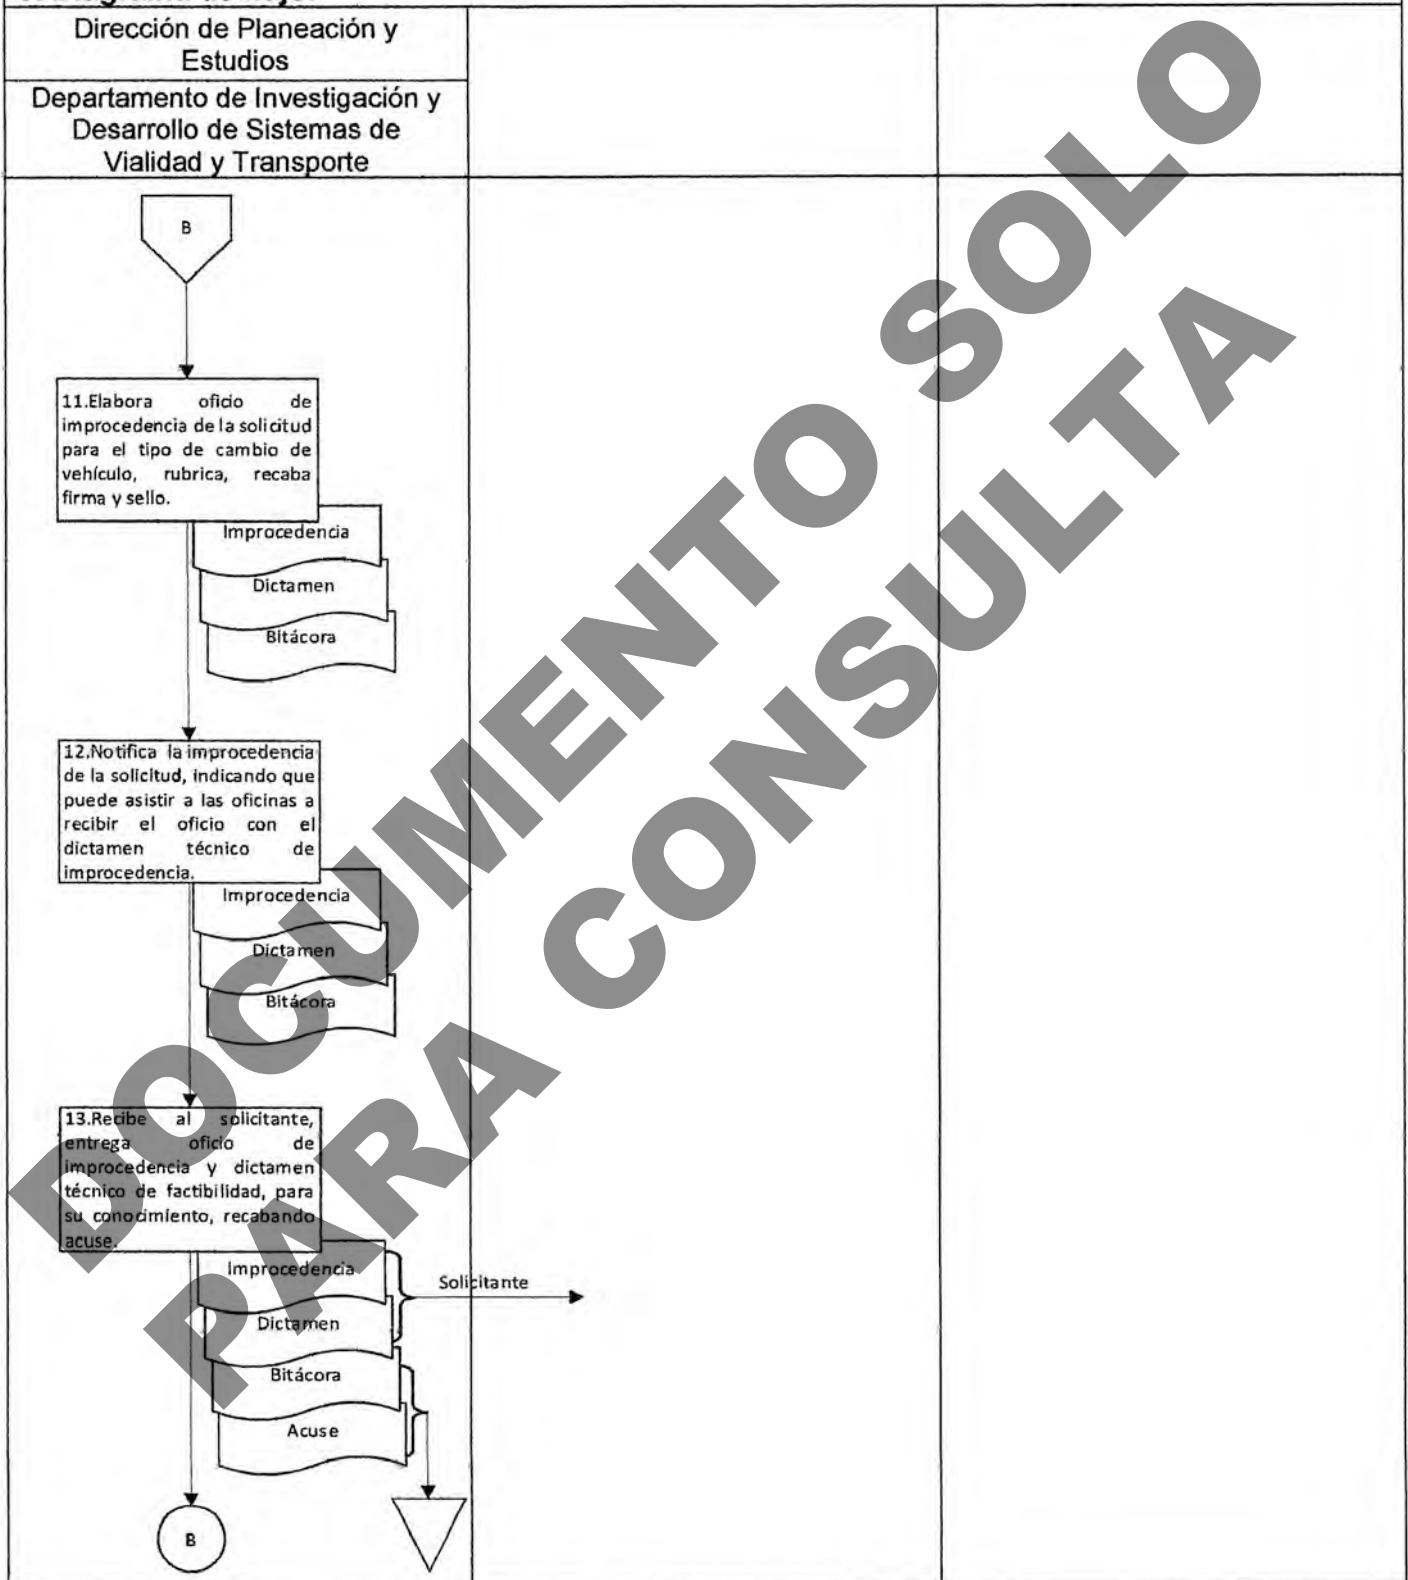 Dirección de Planeación y
Estudios
Departamento de Investigación y
Desarrollo de Sistemas de
Vialidad y Transporte
B
11.Elabora oficio de
improcedencia de la solicitud
para el tipo de cambio de
vehículo, rubrica, recaba
firma y sello.
Improcedencia
Dictamen
Bitácora
12.Notifica la improcedencia
de la solicitud, indicando que
puede asistir a las oficinas a
recibir el oficio con el
dictamen técnico de
improcedencia.
Improcedencia
Dictamen
Bitácora
13.Recibe al solicitante,
entrega oficio de
improcedencia y dictamen
técnico de factibilidad, para
su conocimiento, recabando
acuse.
Improcedencia
Solicitante
Dictamen
Bitácora
Acuse
B
DOCUMENTO SOLO
PARA CONSULTA